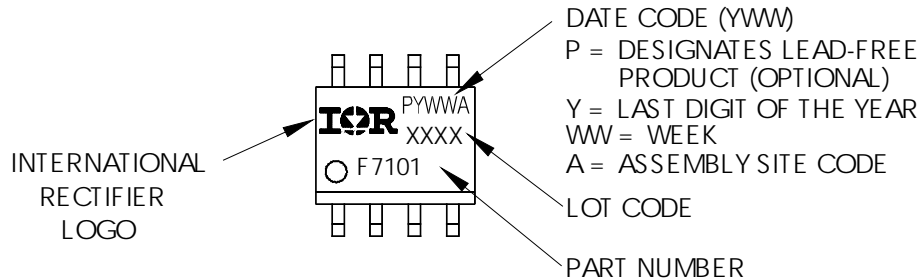 DATE CODE (YWW)
P = DESIGNATES LEAD-FREE
PRODUCT (OPTIONAL)
Y = LAST DIGIT OF THE YEAR
WW = WEEK
A = ASSEMBLY SITE CODE
LOT CODE
PART NUMBER
INTERNATIONAL
RECTIFIER
LOGO
IOR
PYWWA
XXXX
F7101